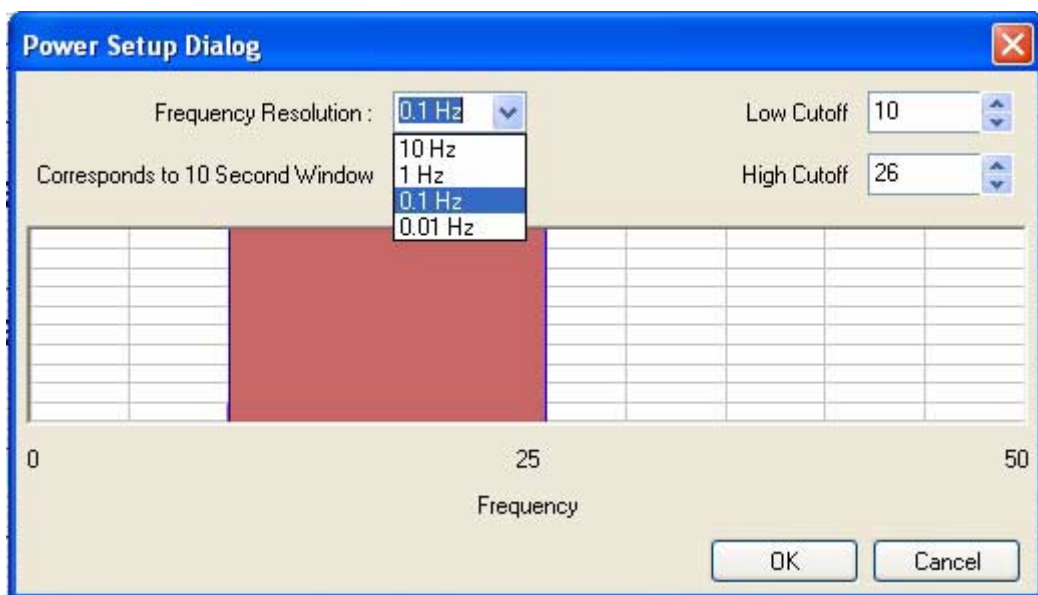 Power Setup Dialog
Frequency Resolution : 0.1 Hz
Low Cutoff 10
10 Hz
Corresponds to 10 Second Window
1 Hz
High Cutoff 26
0.1 Hz
0.01 Hz
0 25 50
Frequency
OK Cancel